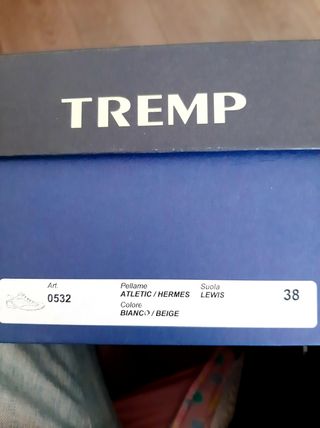 TREMP
Art. Pellame Suola
0532 ATLETIC / HERMES LEWIS 38
Colore
BIANCO / BEIGE